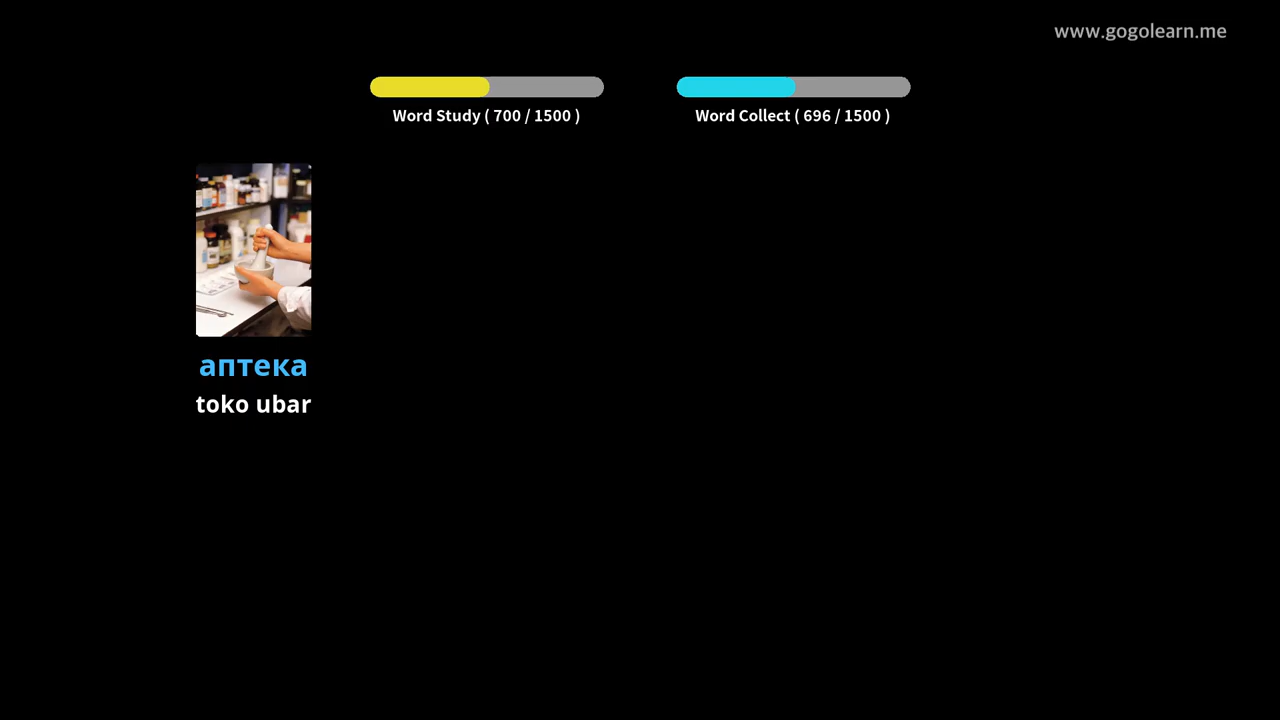 www.gogolearn.me
Word Study ( 700 / 1500 )
Word Collect ( 696 / 1500 )
аптека
toko ubar